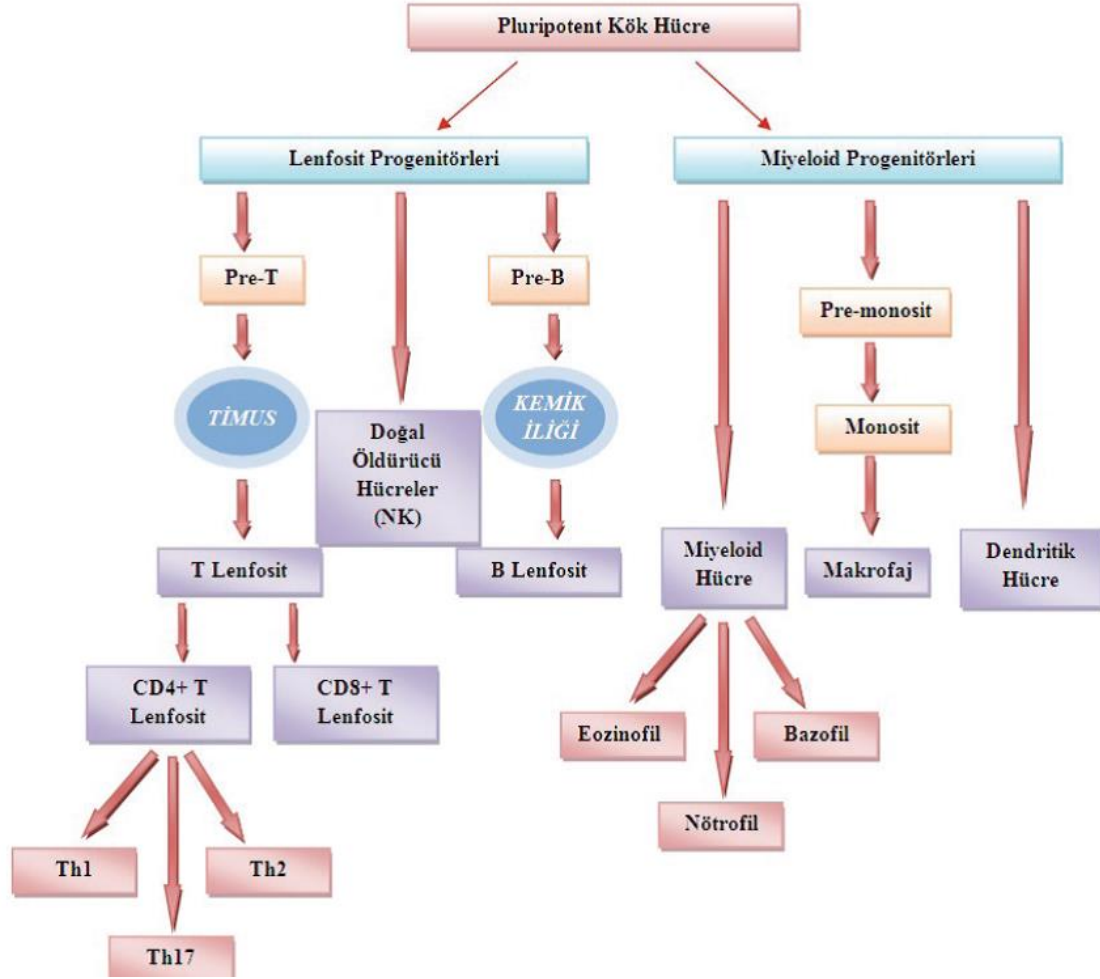 Pluripotent Kök Hücre
Lenfosit Progenitörleri
Miyeloid Progenitörleri
Pre-T
Pre-B
Pre-monosit
TİMUS
KEMİK
İLİĞİ
Doğal
Öldürücü
Hücreler
(NK)
Monosit
T Lenfosit
B Lenfosit
Miyeloid
Hücre
Makrofaj
Dendritik
Hücre
CD4+ T
Lenfosit
CD8+ T
Lenfosit
Eozinofil
Bazofil
Nötrofil
Th1
Th2
Th17